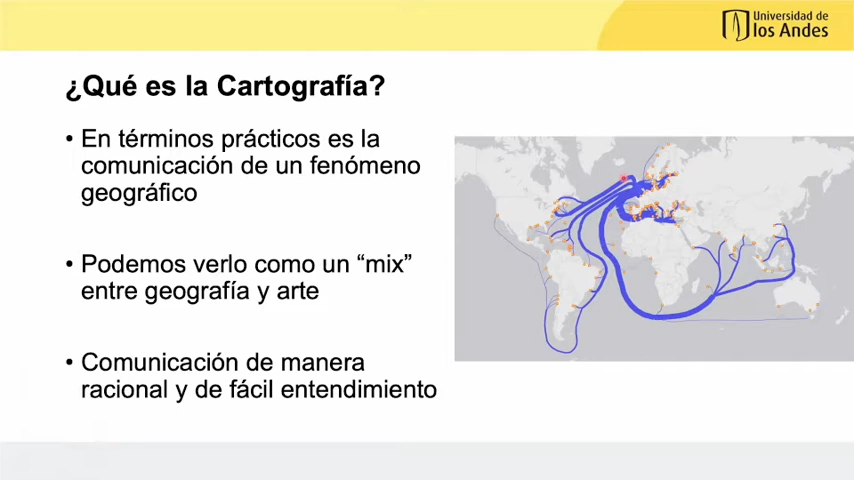 Universidad de
los Andes
¿Qué es la Cartografía?
• En términos prácticos es la
comunicación de un fenómeno
geográfico
• Podemos verlo como un “mix”
entre geografía y arte
• Comunicación de manera
racional y de fácil entendimiento